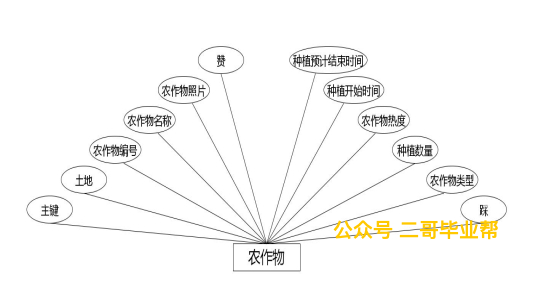 赞
种植预计结束时间
农作物照片
种植开始时间
农作物名称
农作物热度
农作物编号
种植数量
土地
农作物类型
主键
踩
公众号 二哥毕业帮
农作物